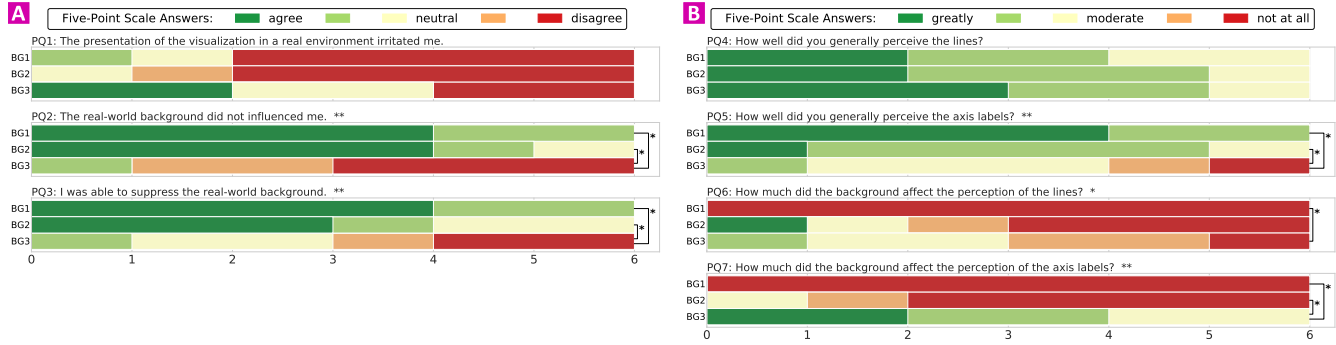 A
Five-Point Scale Answers: agree neutral disagree
PQ1: The presentation of the visualization in a real environment irritated me.
BG1
BG2
BG3
PQ2: The real-world background did not influenced me. **
BG1
BG2
BG3
*
*
PQ3: I was able to suppress the real-world background. **
BG1
BG2
BG3
*
*
0 1 2 3 4 5 6
B
Five-Point Scale Answers: greatly moderate not at all
PQ4: How well did you generally perceive the lines?
BG1
BG2
BG3
PQ5: How well did you generally perceive the axis labels? **
BG1
BG2
BG3
*
*
PQ6: How much did the background affect the perception of the lines? *
BG1
BG2
BG3
*
PQ7: How much did the background affect the perception of the axis labels? **
BG1
BG2
BG3
*
*
0 1 2 3 4 5 6